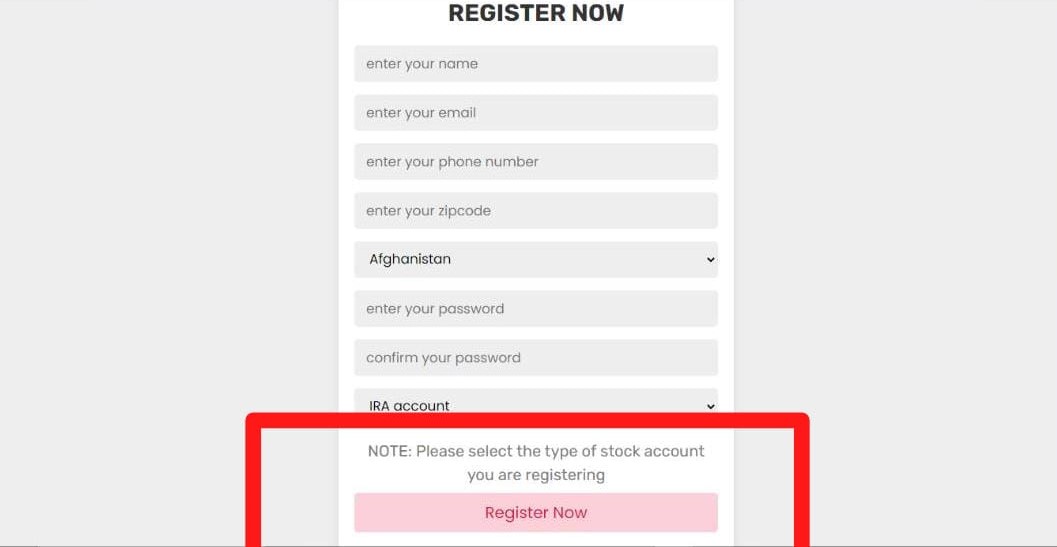 REGISTER NOW
enter your name
enter your email
enter your phone number
enter your zipcode
Afghanistan
enter your password
confirm your password
IRA account
NOTE: Please select the type of stock account
you are registering
Register Now